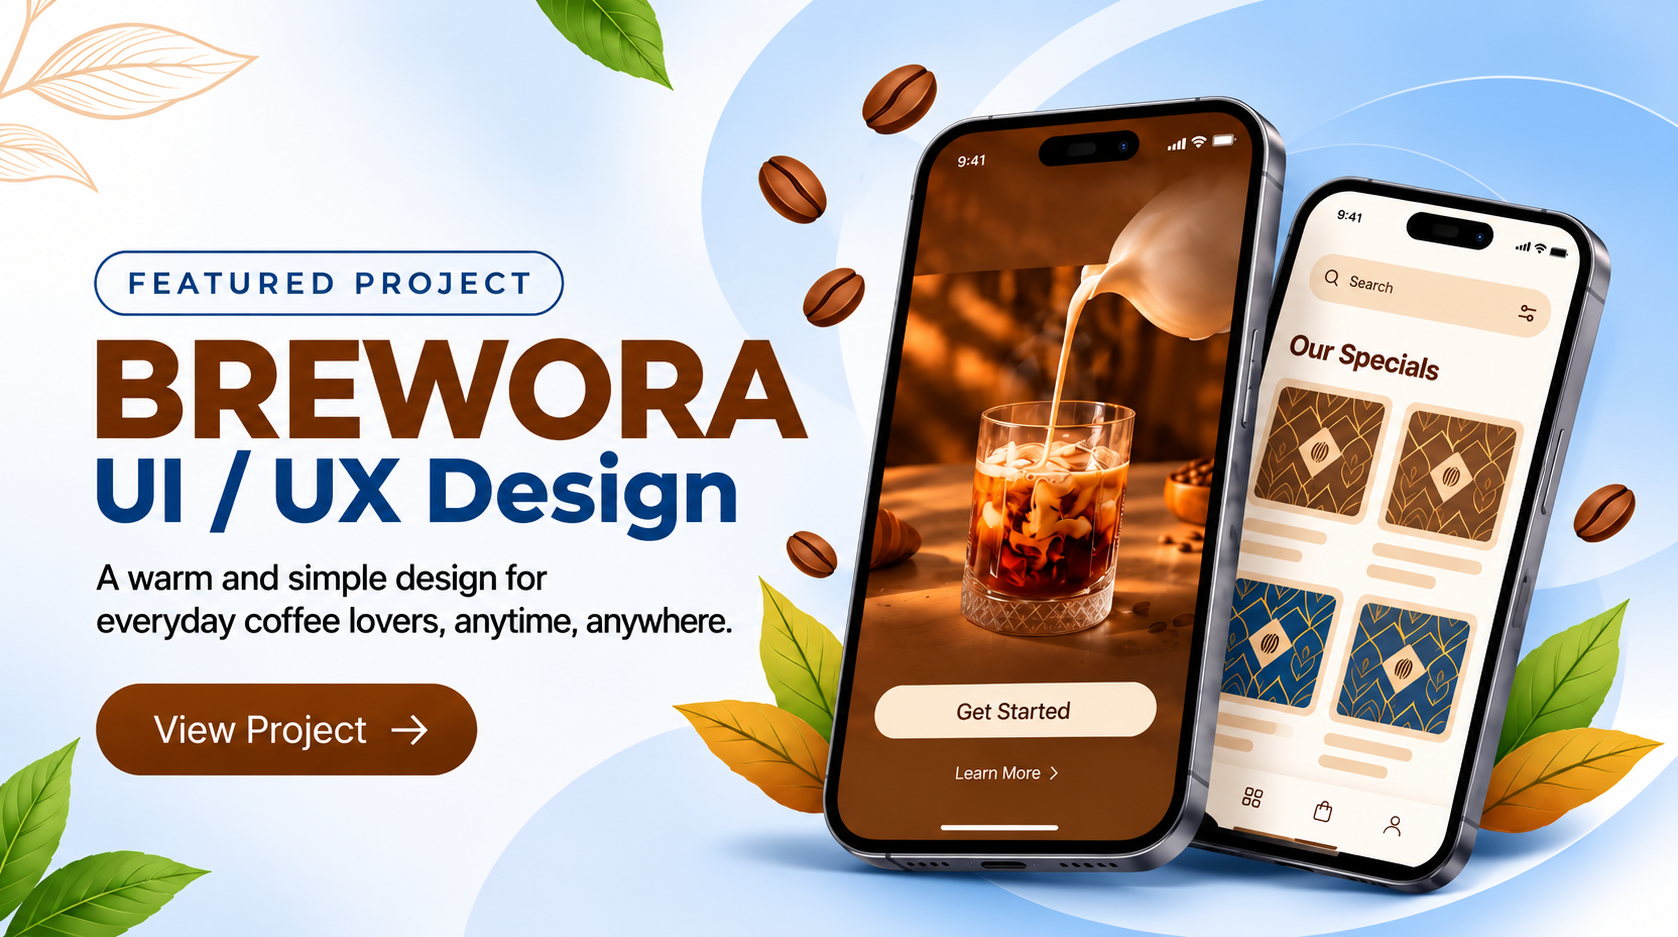 FEATURED PROJECT
BREWORA
UI / UX Design
A warm and simple design for
everyday coffee lovers, anytime, anywhere.
View Project
9:41
Get Started
Learn More
9:41
Search
Our Specials